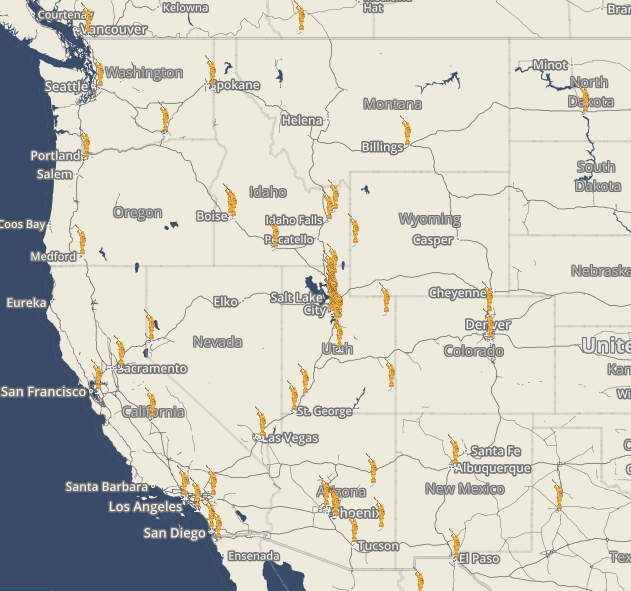 Courtenay
Kelowna
Hat
Bran
Vancouver
Washington
Seattle
Spokane
Minot
North
Dakota
Montana
Helena
Billings
Portland
Salem
South
Dakota
Idaho
Oregon
Boise
Idaho Falls
Wyoming
Coos Bay
Pocatello
Casper
Medford
Nebraska
Eureka
Elko
Salt Lake
City
Cheyenne
Denver
Nevada
Utah
Colorado
Unite
Sacramento
Kan
San Francisco
Wi
California
St. George
Las Vegas
Santa Fe
Albuquerque
Santa Barbara
Arizona
New Mexico
Los Angeles
Phoenix
San Diego
Tucson
Ensenada
El Paso
Tex